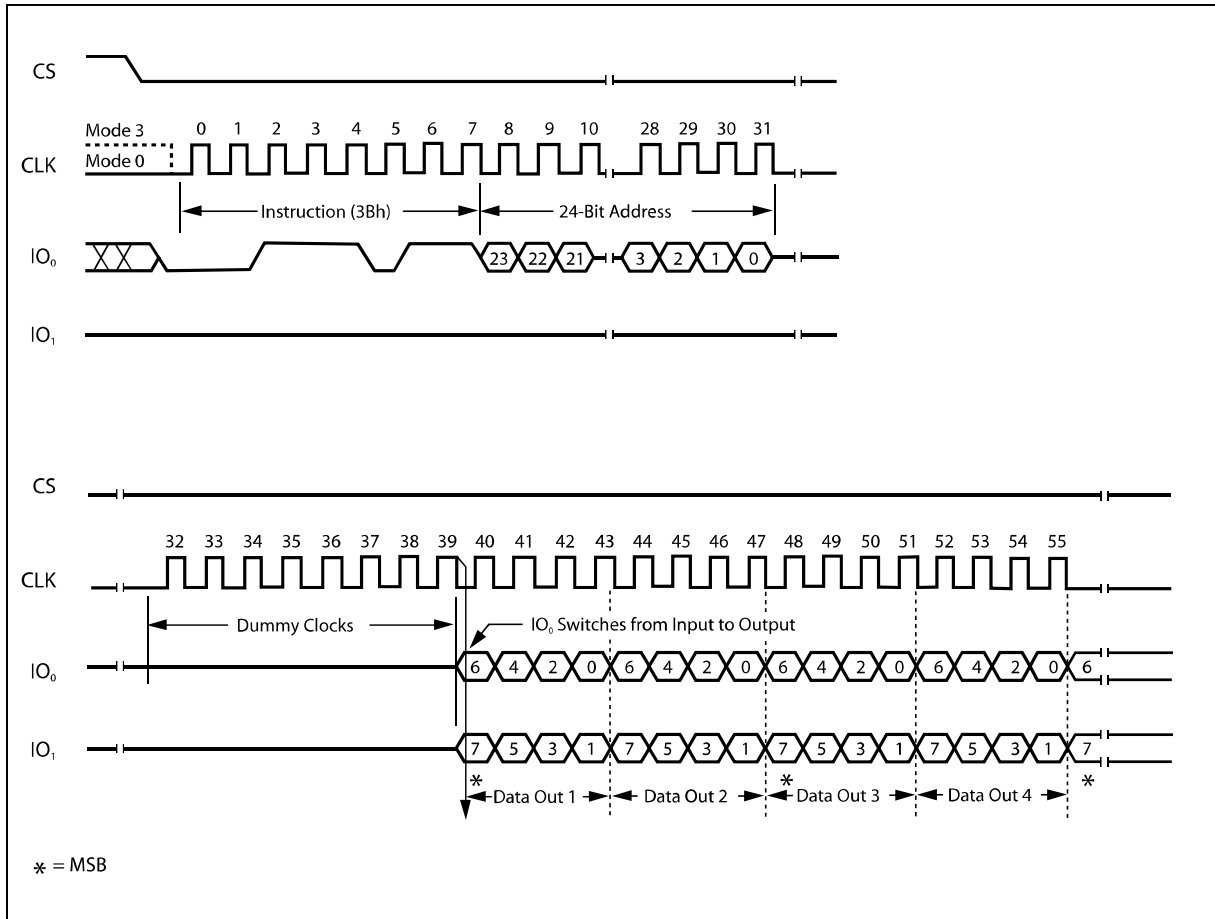 CS
Mode 3
0 1 2 3 4 5 6 7 8 9 10 28 29 30 31
Mode 0
CLK
Instruction (3Bh) 24-Bit Address
IO₀ 23 22 21 3 2 1 0
IO₁
CS
32 33 34 35 36 37 38 39 40 41 42 43 44 45 46 47 48 49 50 51 52 53 54 55
CLK
Dummy Clocks IO₀ Switches from Input to Output
IO₀ 6 4 2 0 6 4 2 0 6 4 2 0 6 4 2 0 6
IO₁ 7 5 3 1 7 5 3 1 7 5 3 1 7 5 3 1 7
* * *
Data Out 1 Data Out 2 Data Out 3 Data Out 4
* = MSB